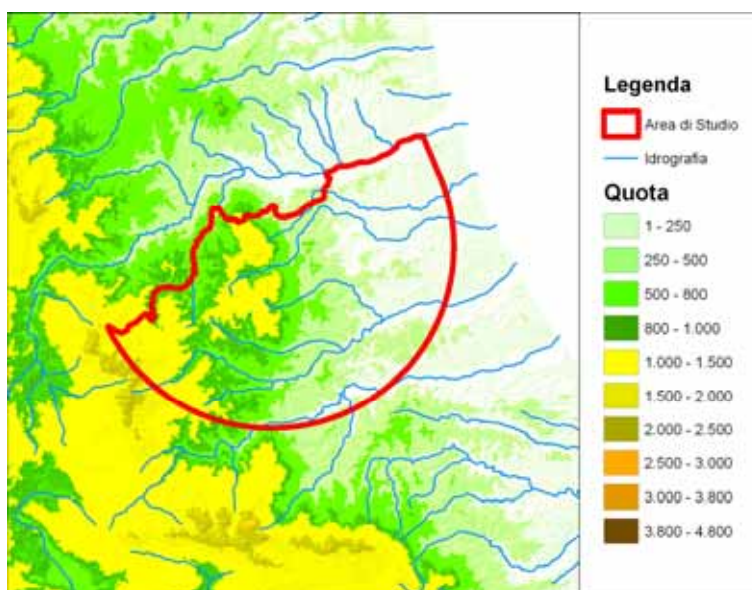 Legenda
Area di Studio
Idrografia
Quota
1 - 250
250 - 500
500 - 800
800 - 1.000
1.000 - 1.500
1.500 - 2.000
2.000 - 2.500
2.500 - 3.000
3.000 - 3.800
3.800 - 4.800